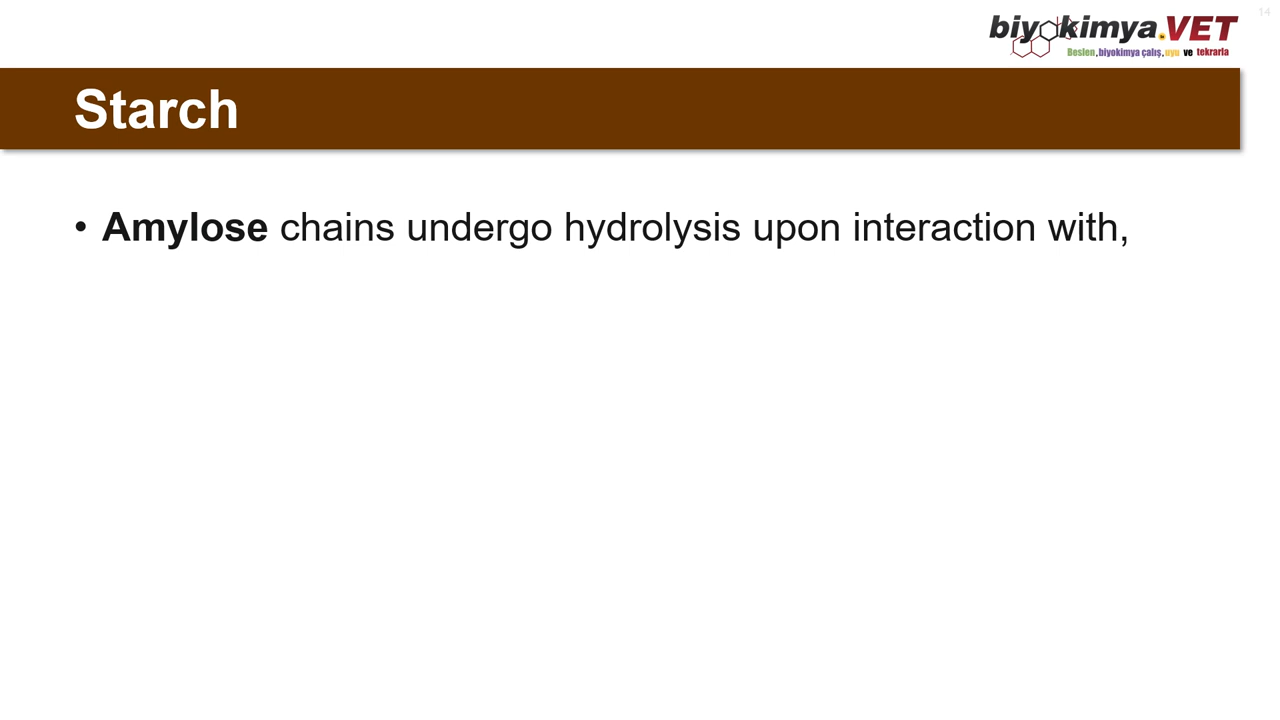 14
biyokimya.VET
Beslen, biyokimya çalış, uyu ve tekrarla
Starch
• Amylose chains undergo hydrolysis upon interaction with,